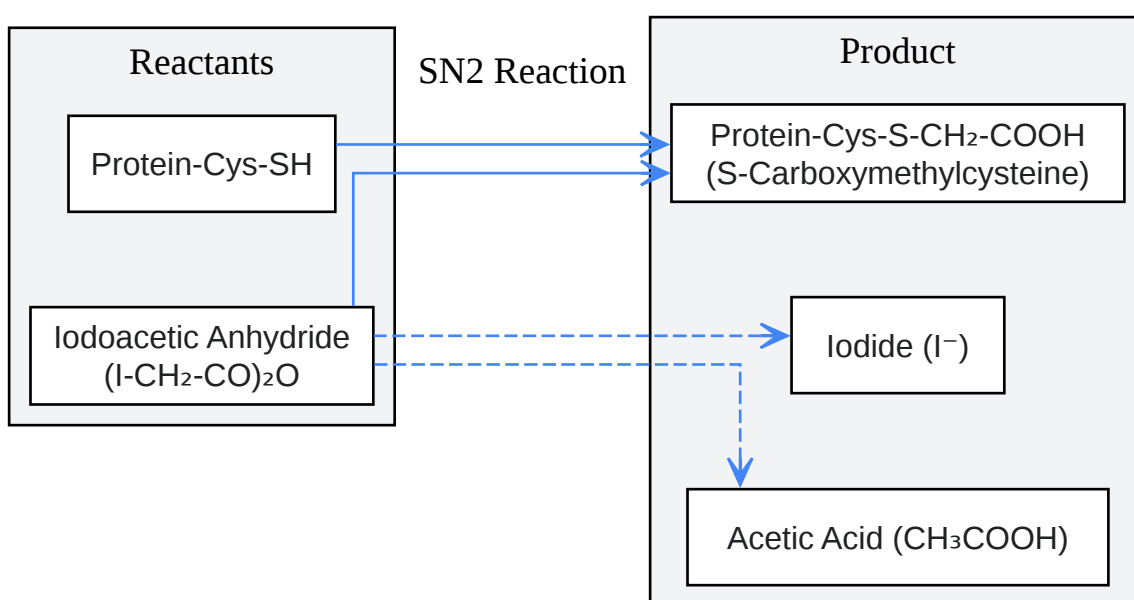 Reactants
SN2 Reaction
Product
Protein-Cys-SH
Protein-Cys-S-CH₂-COOH
(S-Carboxymethylcysteine)
Iodoacetic Anhydride
(I-CH₂-CO)₂O
Iodide (I⁻)
Acetic Acid (CH₃COOH)